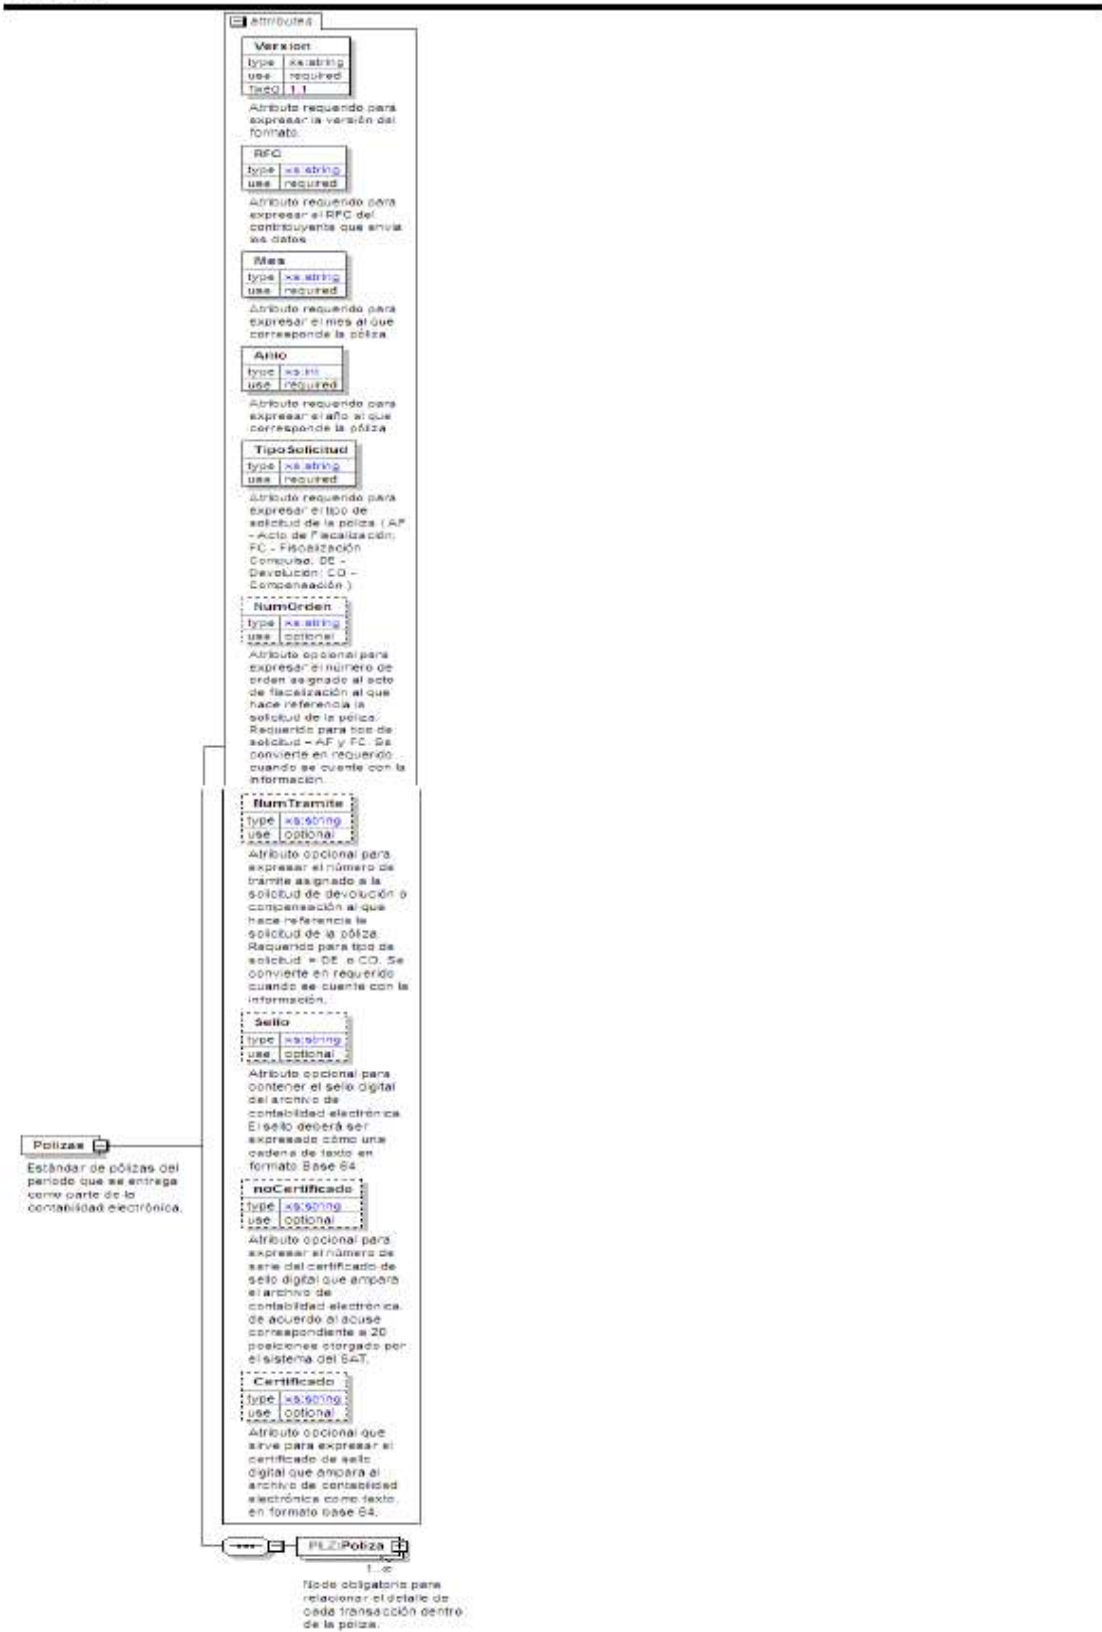 attributes
Version
type xs:string
use required
fixed 1.1
Atributo requerido para
expresar la versión del
formato.
RFC
type xs:string
use required
Atributo requerido para
expresar el RFC del
contribuyente que envía
los datos
Mes
type xs:string
use required
Atributo requerido para
expresar el mes al que
corresponde la póliza
Anio
type xs:int
use required
Atributo requerido para
expresar el año al que
corresponde la póliza
TipoSolicitud
type xs:string
use required
Atributo requerido para
expresar el tipo de
solicitud de la póliza ( AF
- Acto de Fiscalización;
FC - Fiscalización
Compulsa; DE -
Devolución; CO -
Compensación )
NumOrden
type xs:string
use optional
Atributo opcional para
expresar el número de
orden asignado al acto
de fiscalización al que
hace referencia la
solicitud de la póliza.
Requerido para tipo de
solicitud = AF y FC. Se
convierte en requerido
cuando se cuente con la
información.
NumTramite
type xs:string
use optional
Atributo opcional para
expresar el número de
trámite asignado a la
solicitud de devolución o
compensación al que
hace referencia la
solicitud de la póliza.
Requerido para tipo de
solicitud = DE o CO. Se
convierte en requerido
cuando se cuente con la
información.
Sello
type xs:string
use optional
Atributo opcional para
contener el sello digital
del archivo de
contabilidad electrónica.
El sello deberá ser
expresado cómo una
cadena de texto en
formato Base 64
noCertificado
type xs:string
use optional
Atributo opcional para
expresar el número de
serie del certificado de
sello digital que ampara
el archivo de
contabilidad electrónica,
de acuerdo al acuse
correspondiente a 20
posiciones otorgado por
el sistema del SAT.
Certificado
type xs:string
use optional
Atributo opcional que
sirve para expresar el
certificado de sello
digital que ampara al
archivo de contabilidad
electrónica como texto,
en formato base 64.
Polizas
Estándar de pólizas del
periodo que se entrega
como parte de la
contabilidad electrónica.
PLZ:Poliza
1..∞
Nodo obligatorio para
relacionar el detalle de
cada transacción dentro
de la póliza.